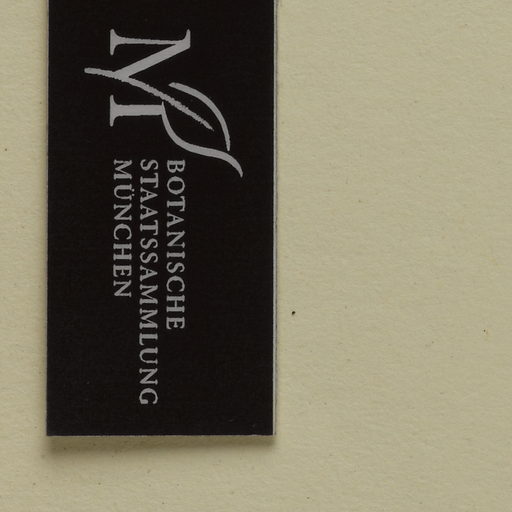 M
BOTANISCHE
STAATSSAMMLUNG
MÜNCHEN